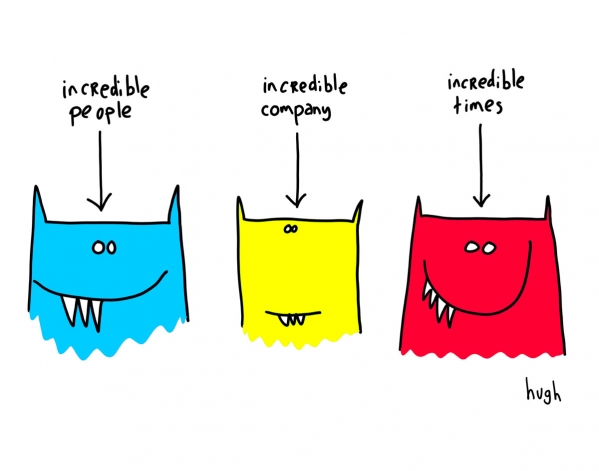 incredible
people
incredible
company
incredible
times
hugh